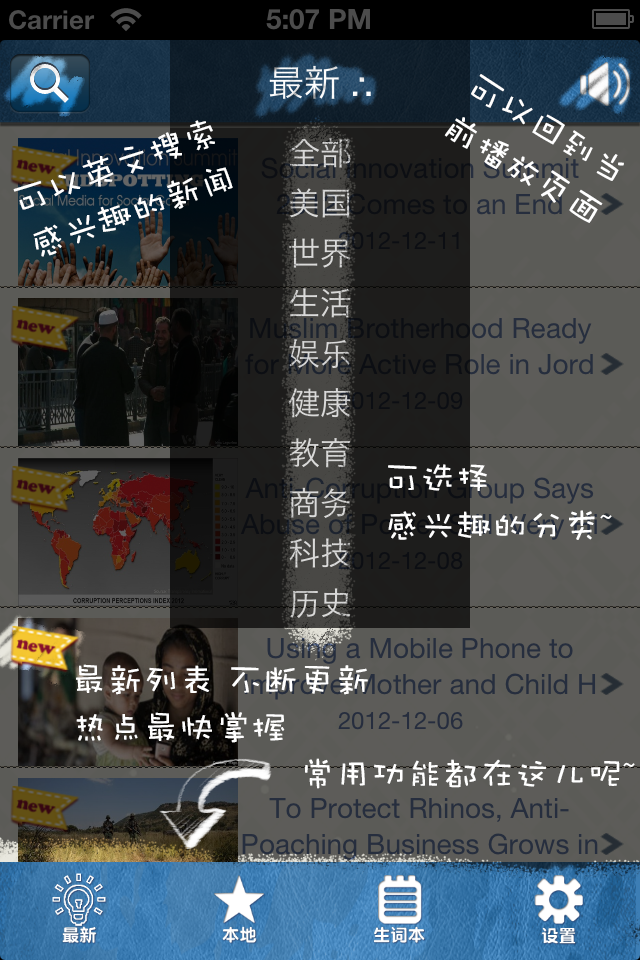 Carrier
5:07 PM
最新
可以回到当
前播放页面
可以英文搜索
感兴趣的新闻
全部
美国
世界
生活
娱乐
健康
教育
商务
科技
历史
new
Social Innovation Summit
Comes to an End
2012-12-11
new
Muslim Brotherhood Ready
for More Active Role in Jord
2012-12-09
new
CORRUPTION PERCEPTIONS INDEX
Anti-Corruption Group Says
Abuse of
2012-12-08
可选择
感兴趣的分类~
new
Using a Mobile Phone to
Improve Mother and Child H
2012-12-06
最新列表 不断更新
热点最快掌握
常用功能都在这儿呢~
new
To Protect Rhinos, Anti-
Poaching Business Grows in
最新
本地
生词本
设置